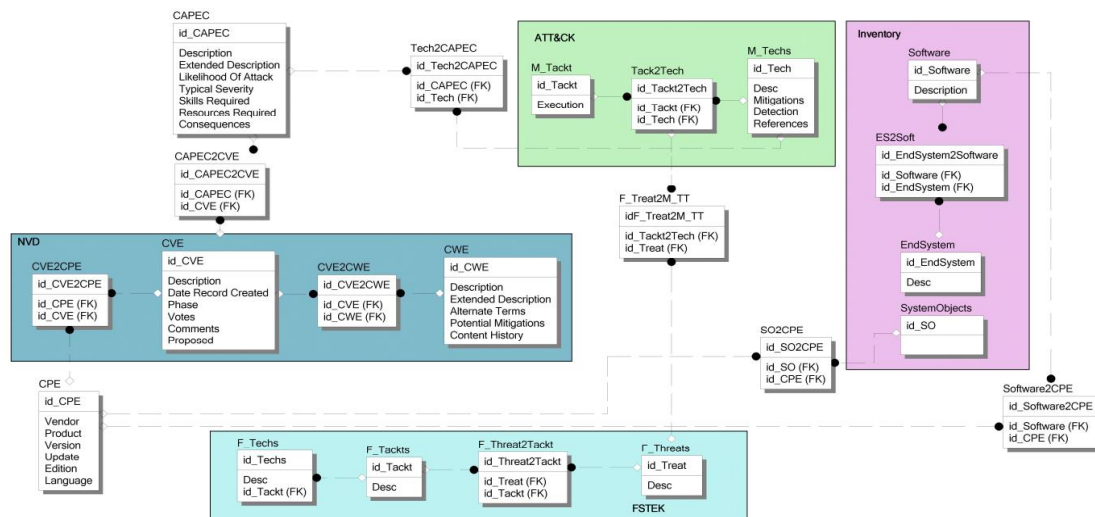 CAPEC
id_CAPEC
Description
Extended Description
Likelihood Of Attack
Typical Severity
Skills Required
Resources Required
Consequences
Tech2CAPEC
id_Tech2CAPEC
id_CAPEC (FK)
id_Tech (FK)
ATT&CK
M_Tackt
id_Tackt
Execution
Tack2Tech
id_Tackt2Tech
id_Tackt (FK)
id_Tech (FK)
M_Techs
id_Tech
Desc
Mitigations
Detection
References
Inventory
Software
id_Software
Description
ES2Soft
id_EndSystem2Software
id_Software (FK)
id_EndSystem (FK)
EndSystem
id_EndSystem
Desc
SystemObjects
id_SO
CAPEC2CVE
id_CAPEC2CVE
id_CAPEC (FK)
id_CVE (FK)
F_Treat2M_TT
idF_Treat2M_TT
id_Tackt2Tech (FK)
id_Treat (FK)
NVD
CVE2CPE
id_CVE2CPE
id_CPE (FK)
id_CVE (FK)
CVE
id_CVE
Description
Date Record Created
Phase
Votes
Comments
Proposed
CVE2CWE
id_CVE2CWE
id_CVE (FK)
id_CWE (FK)
CWE
id_CWE
Description
Extended Description
Alternate Terms
Potential Mitigations
Content History
SO2CPE
id_SO2CPE
id_SO (FK)
id_CPE (FK)
Software2CPE
id_Software2CPE
id_Software (FK)
id_CPE (FK)
CPE
id_CPE
Vendor
Product
Version
Update
Edition
Language
F_Techs
id_Techs
Desc
id_Tackt (FK)
F_Tackts
id_Tackt
Desc
F_Threat2Tackt
id_Threat2Tackt
id_Treat (FK)
id_Tackt (FK)
F_Threats
id_Treat
Desc
FSTEK